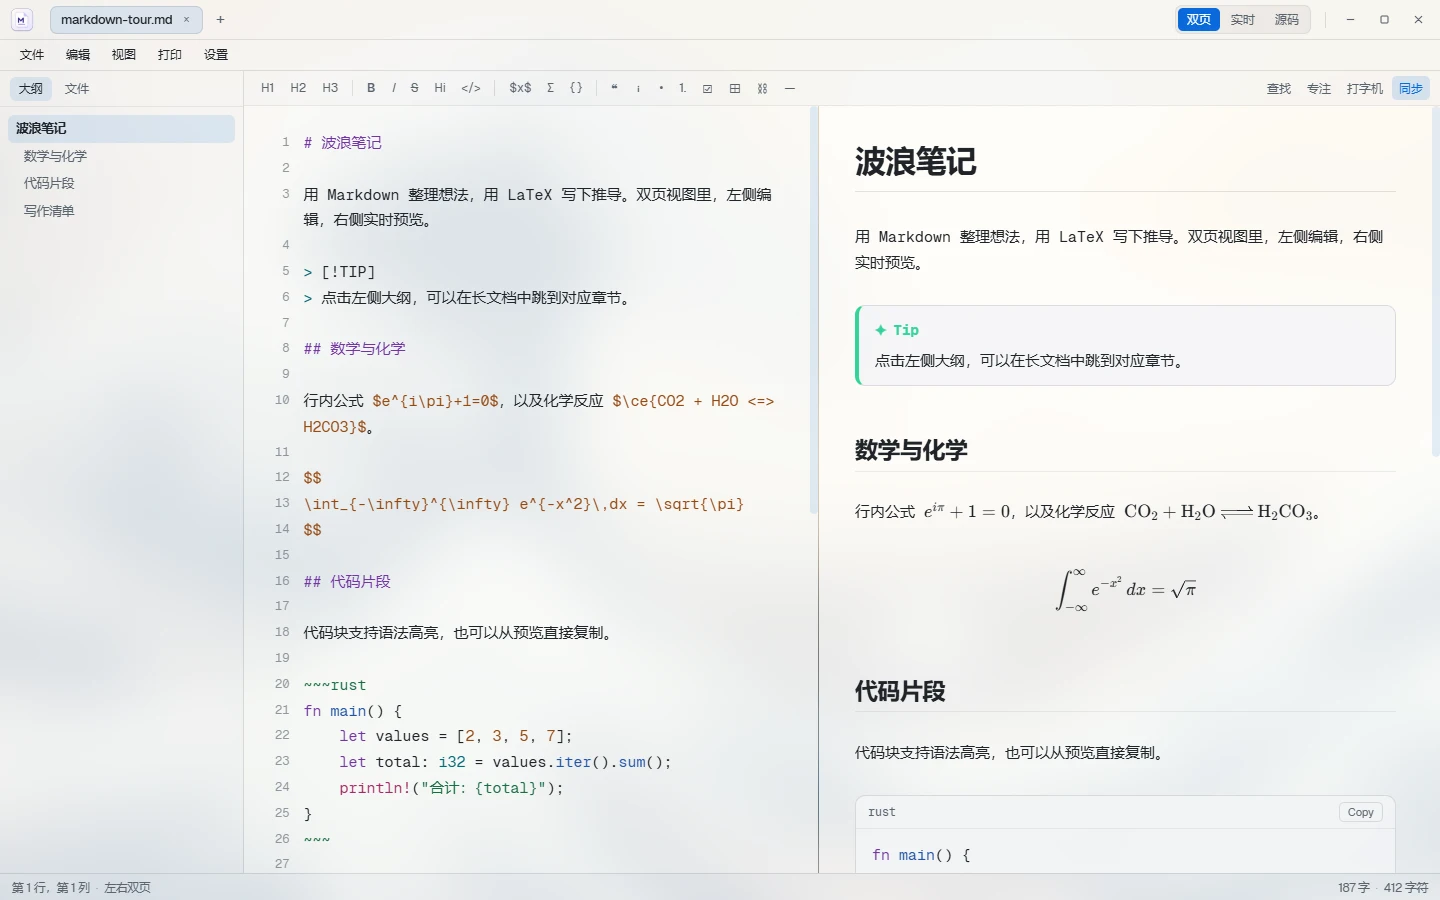 M markdown-tour.md × + 双页 实时 源码
文件 编辑 视图 打印 设置
大纲 文件
H1 H2 H3 B I S Hi </> $x$ Σ {} ❝ i • 1. 查找 专注 打字机 同步
波浪笔记
数学与化学
代码片段
写作清单
1 # 波浪笔记
2
3 用 Markdown 整理想法，用 LaTeX 写下推导。双页视图里，左侧编
辑，右侧实时预览。
4
5 > [!TIP]
6 > 点击左侧大纲，可以在长文档中跳到对应章节。
7
8 ## 数学与化学
9
10 行内公式 $e^{i\pi}+1=0$，以及化学反应 $\ce{CO2 + H2O <=>
H2CO3}$。
11
12 $$
13 \int_{-\infty}^{\infty} e^{-x^2}\,dx = \sqrt{\pi}
14 $$
15
16 ## 代码片段
17
18 代码块支持语法高亮，也可以从预览直接复制。
19
20 ~~~rust
21 fn main() {
22     let values = [2, 3, 5, 7];
23     let total: i32 = values.iter().sum();
24     println!("合计：{total}");
25 }
26 ~~~
27
波浪笔记
用 Markdown 整理想法，用 LaTeX 写下推导。双页视图里，左侧编辑，右侧
实时预览。
✦ Tip
点击左侧大纲，可以在长文档中跳到对应章节。
数学与化学
行内公式 e^{iπ} + 1 = 0，以及化学反应 CO₂ + H₂O ⇌ H₂CO₃。
∫_{−∞}^{∞} e^{−x²} dx = √π
代码片段
代码块支持语法高亮，也可以从预览直接复制。
rust Copy
fn main() {
第 1 行，第 1 列 · 左右双页 187 字 · 412 字符